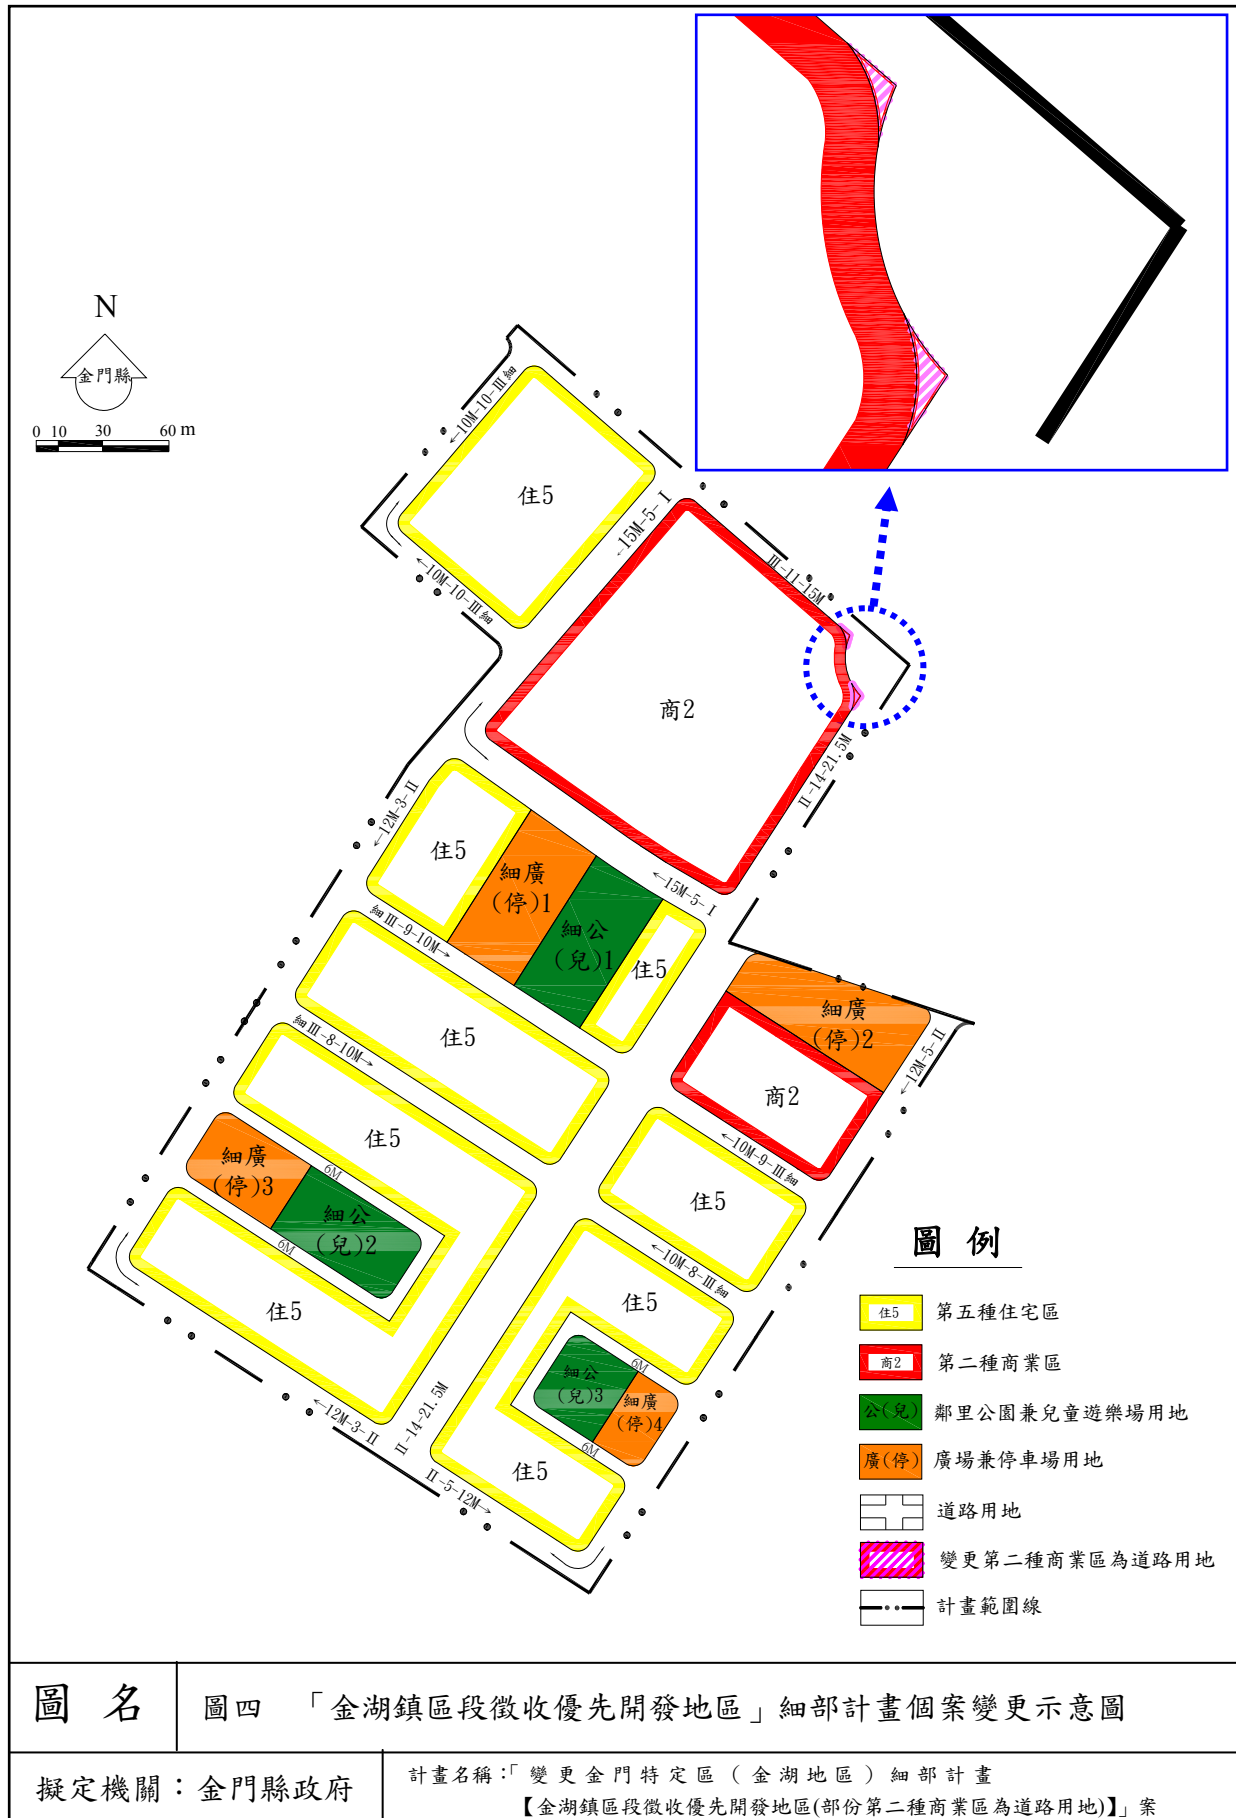 N
金門縣
0 10 30 60 m
←10M-10-III細
住5
←10M-10-III細
←15M-5-I
III-11-15M
商2
II-14-21.5M
←12M-3-II
住5
細廣
(停)1
細公
(兒)1
←15M-5-I
住5
細III-9-10M→
住5
細廣
(停)2
←12M-5-II
商2
細III-8-10M→
住5
←10M-9-III細
住5
細廣
(停)3
6M
細公
(兒)2
6M
住5
←10M-8-III細
住5
6M
細公
(兒)3
細廣
(停)4
6M
←12M-3-II
II-14-21.5M
住5
II-5-12M→
圖 例
住5 第五種住宅區
商2 第二種商業區
公(兒) 鄰里公園兼兒童遊樂場用地
廣(停) 廣場兼停車場用地
道路用地
變更第二種商業區為道路用地
計畫範圍線
圖 名 圖四 「金湖鎮區段徵收優先開發地區」細部計畫個案變更示意圖
擬定機關：金門縣政府
計畫名稱：「變更金門特定區（金湖地區）細部計畫
【金湖鎮區段徵收優先開發地區(部份第二種商業區為道路用地)】」案